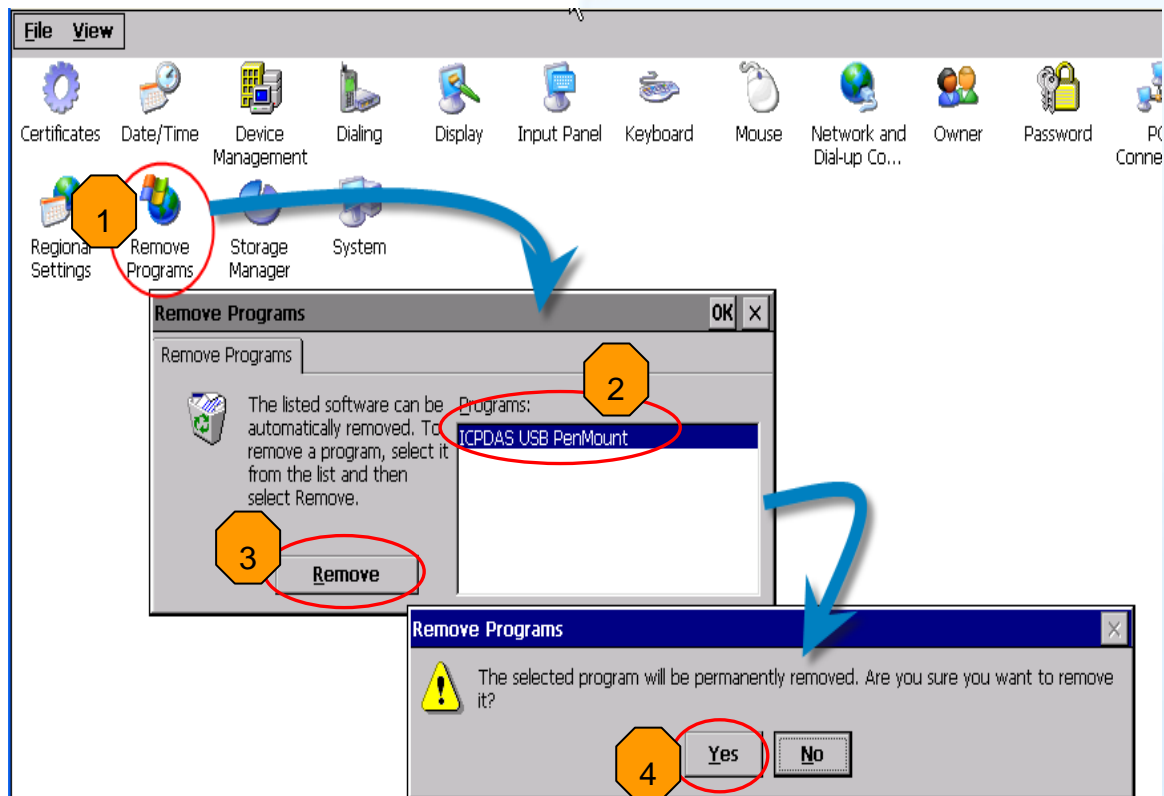 File View
Certificates Date/Time Device Management Dialing Display Input Panel Keyboard Mouse Network and Dial-up Co... Owner Password PC Conne
Regional Settings Remove Programs Storage Manager System
1
Remove Programs OK
Remove Programs
2
The listed software can be automatically removed. To remove a program, select it from the list and then select Remove.
Programs:
ICPDAS USB PenMount
3
Remove
Remove Programs
The selected program will be permanently removed. Are you sure you want to remove
it?
4
Yes No